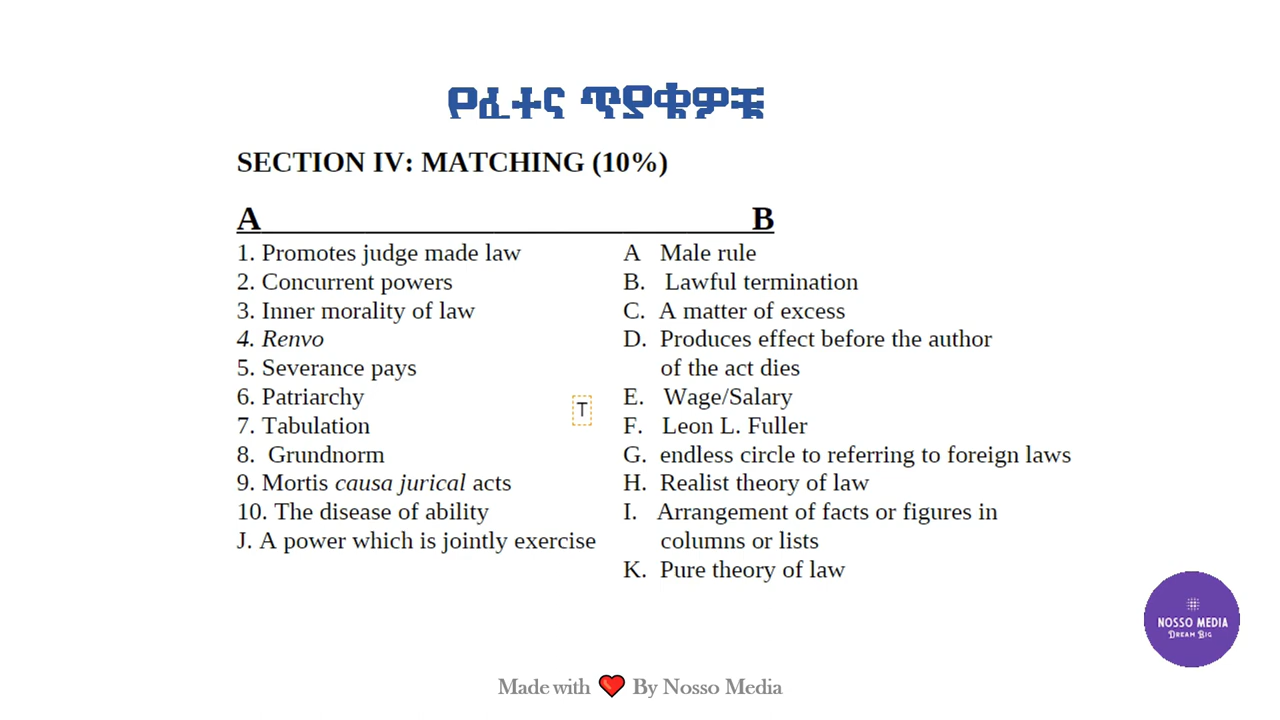 የፈተና ጥያቄዎቹ
SECTION IV: MATCHING (10%)
A B
1. Promotes judge made law
2. Concurrent powers
3. Inner morality of law
4. Renvo
5. Severance pays
6. Patriarchy
7. Tabulation
8. Grundnorm
9. Mortis causa jurical acts
10. The disease of ability
J. A power which is jointly exercise
T
A Male rule
B. Lawful termination
C. A matter of excess
D. Produces effect before the author
of the act dies
E. Wage/Salary
F. Leon L. Fuller
G. endless circle to referring to foreign laws
H. Realist theory of law
I. Arrangement of facts or figures in
columns or lists
K. Pure theory of law
NOSSO MEDIA
DREAM BIG
Made with ❤ By Nosso Media